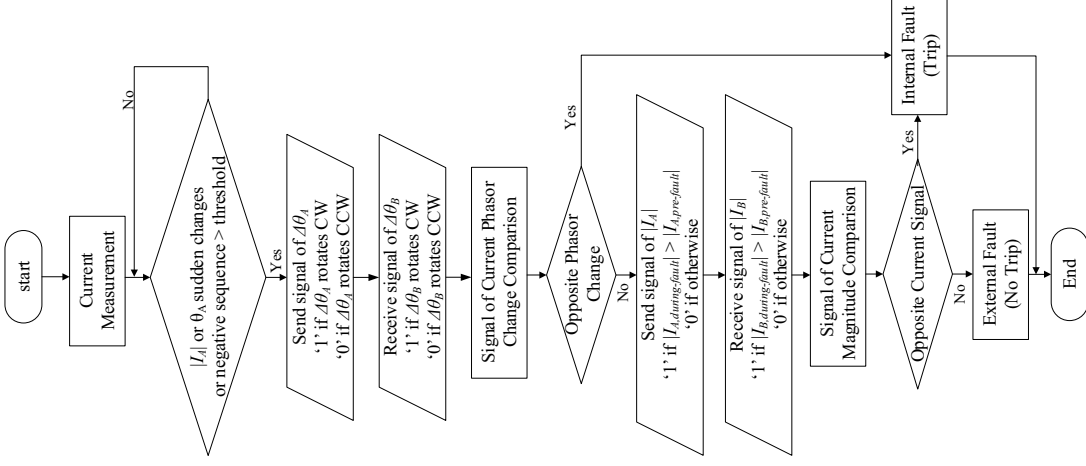 start
Current
Measurement
|I_A| or θ_A sudden changes
or negative sequence > threshold
No
Yes
Send signal of Δθ_A
‘1’ if Δθ_A rotates CW
‘0’ if Δθ_A rotates CCW
Receive signal of Δθ_B
‘1’ if Δθ_B rotates CW
‘0’ if Δθ_B rotates CCW
Signal of Current Phasor
Change Comparison
Opposite Phasor
Change
Yes
No
Send signal of |I_A|
‘1’ if |I_A,during-fault| > |I_A,pre-fault|
‘0’ if otherwise
Receive signal of |I_B|
‘1’ if |I_B,during-fault| > |I_B,pre-fault|
‘0’ if otherwise
Signal of Current
Magnitude Comparison
Opposite Current Signal
Yes
No
Internal Fault
(Trip)
External Fault
(No Trip)
End